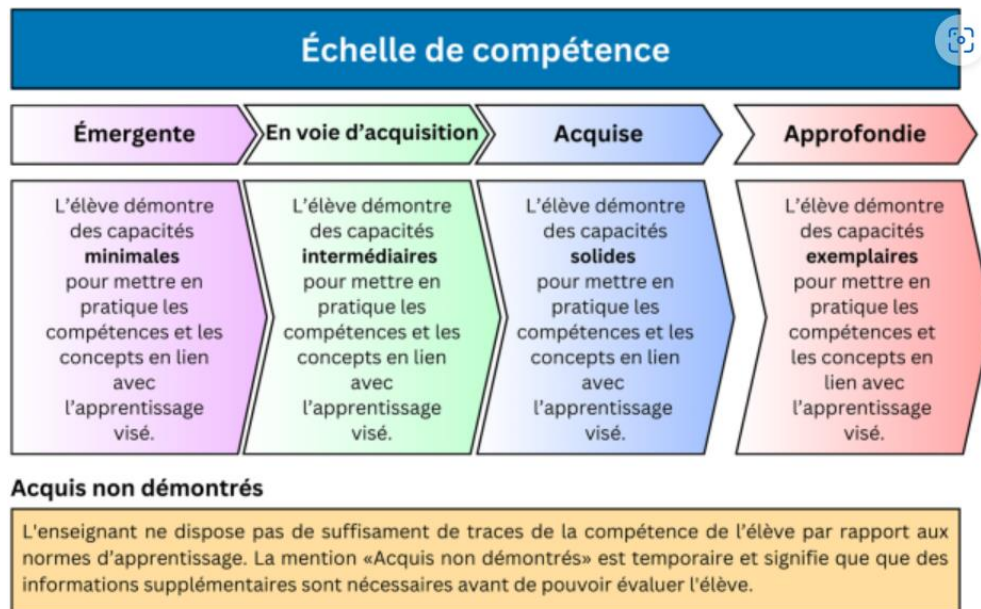 Échelle de compétence
Émergente
En voie d'acquisition
Acquise
Approfondie
L'élève démontre
des capacités
minimales
pour mettre en
pratique les
compétences et les
concepts en lien
avec
l'apprentissage
visé.
L'élève démontre
des capacités
intermédiaires
pour mettre en
pratique les
compétences et les
concepts en lien
avec
l'apprentissage
visé.
L'élève démontre
des capacités
solides
pour mettre en
pratique les
compétences et les
concepts en lien
avec
l'apprentissage
visé.
L'élève démontre
des capacités
exemplaires
pour mettre en
pratique les
compétences et
les concepts en
lien avec
l'apprentissage
visé.
Acquis non démontrés
L'enseignant ne dispose pas de suffisament de traces de la compétence de l'élève par rapport aux
normes d'apprentissage. La mention «Acquis non démontrés» est temporaire et signifie que que des
informations supplémentaires sont nécessaires avant de pouvoir évaluer l'élève.